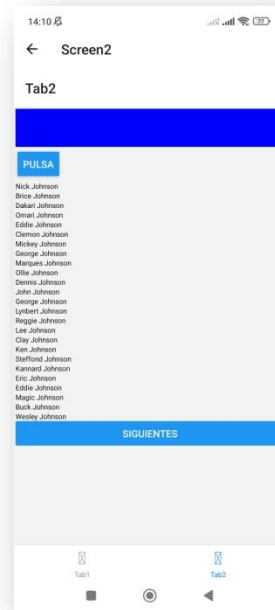 14:10
77
Screen2
Tab2
PULSA
Nick Johnson
Brice Johnson
Dakari Johnson
Omari Johnson
Eddie Johnson
Clemon Johnson
Mickey Johnson
George Johnson
Marques Johnson
Ollie Johnson
Dennis Johnson
John Johnson
George Johnson
Lynbert Johnson
Reggie Johnson
Lee Johnson
Clay Johnson
Ken Johnson
Steffond Johnson
Kannard Johnson
Eric Johnson
Eddie Johnson
Magic Johnson
Buck Johnson
Wesley Johnson
SIGUIENTES
Tab1
Tab2